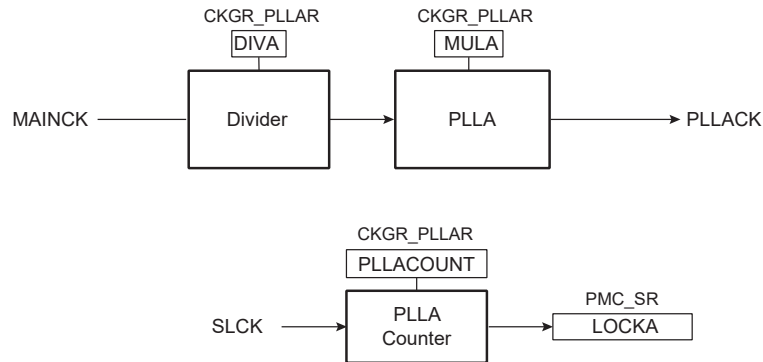 CKGR_PLLAR CKGR_PLLAR
DIVA MULA
MAINCK Divider PLLA PLLACK
CKGR_PLLAR
PLLACOUNT
PMC_SR
SLCK PLLA LOCKA
Counter